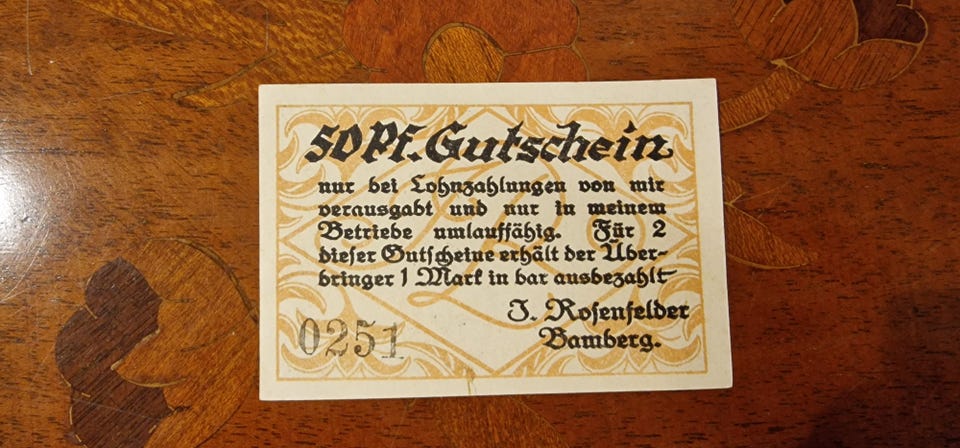 50 Pf. Gutschein
nur bei Lohnzahlungen von mir
verausgabt und nur in meinem
Betriebe umlauffähig. Für 2
dieser Gutscheine erhält der Über-
bringer 1 Mark in bar ausbezahlt
J. Rosenfelder
Bamberg.
0251